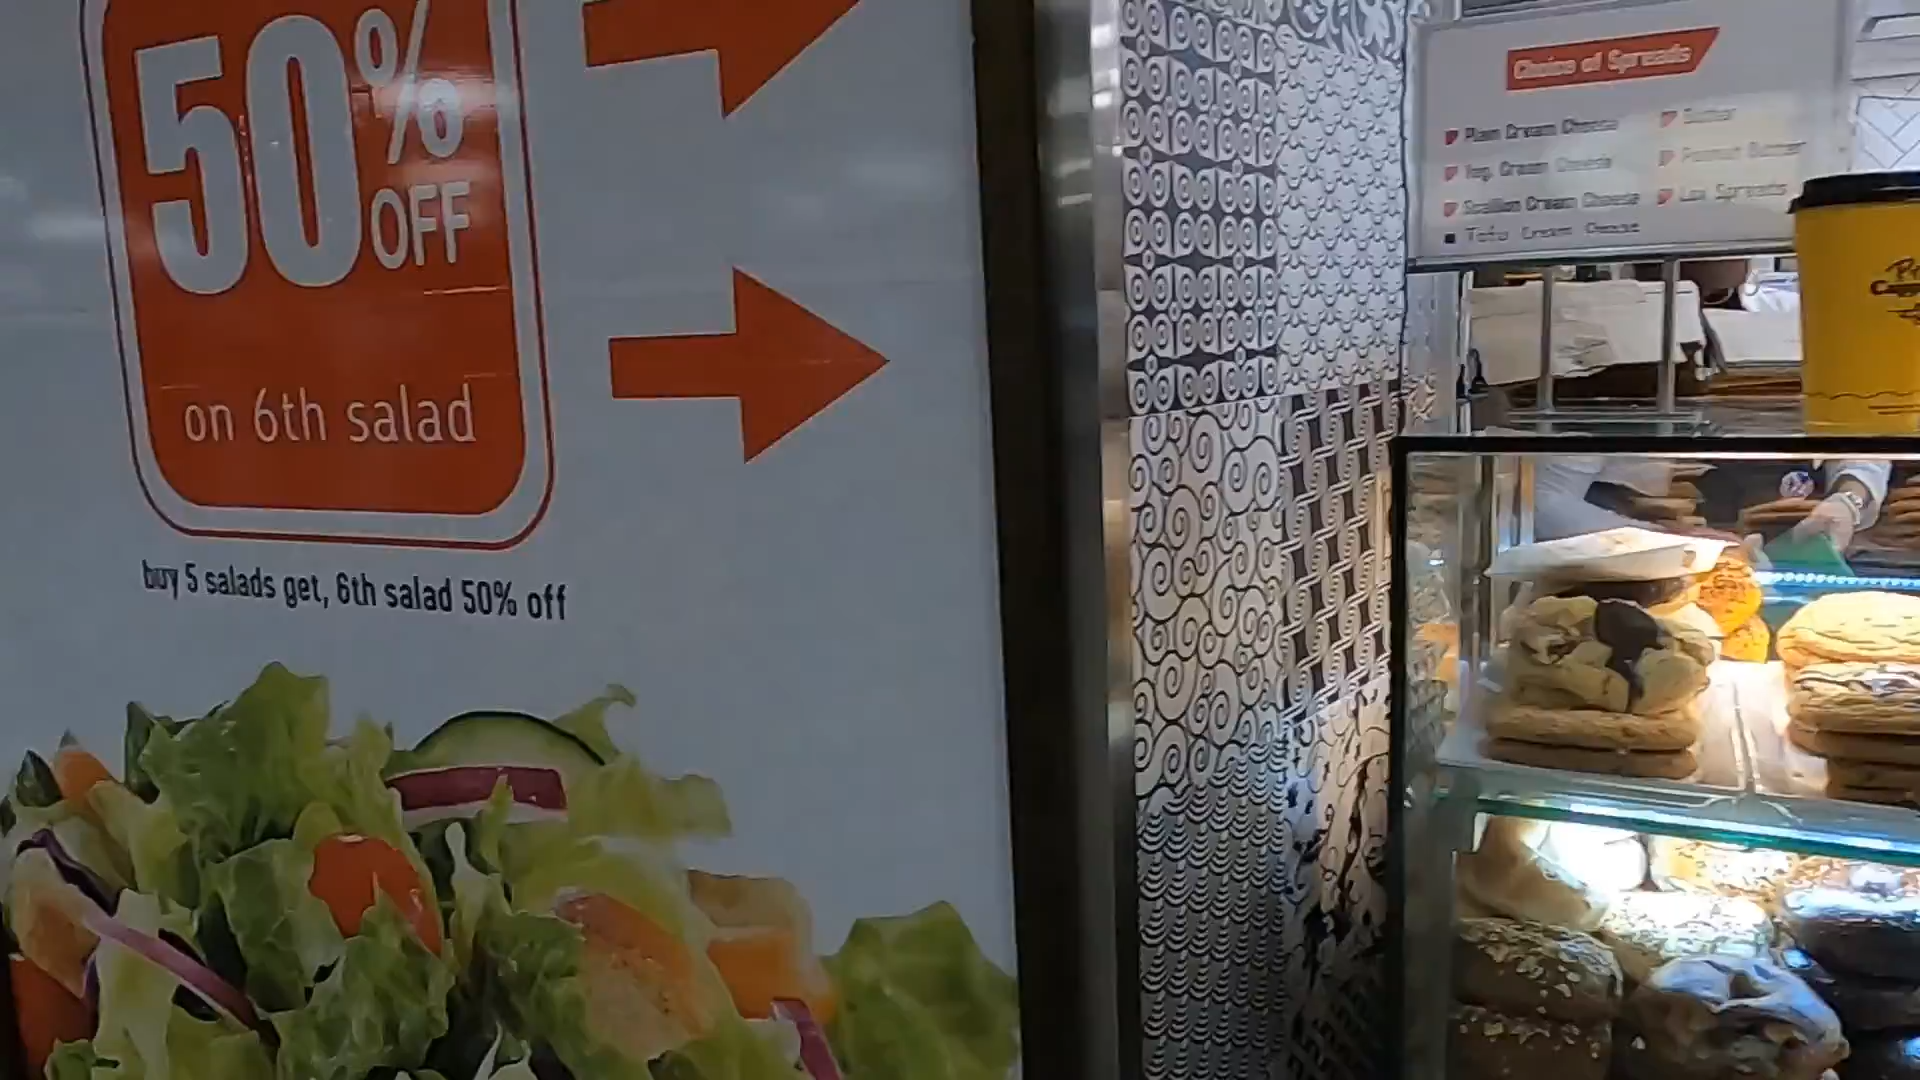 50% OFF
on 6th salad
buy 5 salads get, 6th salad 50% off
Choice of Spreads
Plain Cream Cheese
Veg. Cream Cheese
Scallion Cream Cheese
Tofu Cream Cheese
Butter
Peanut Butter
Lox Spreads